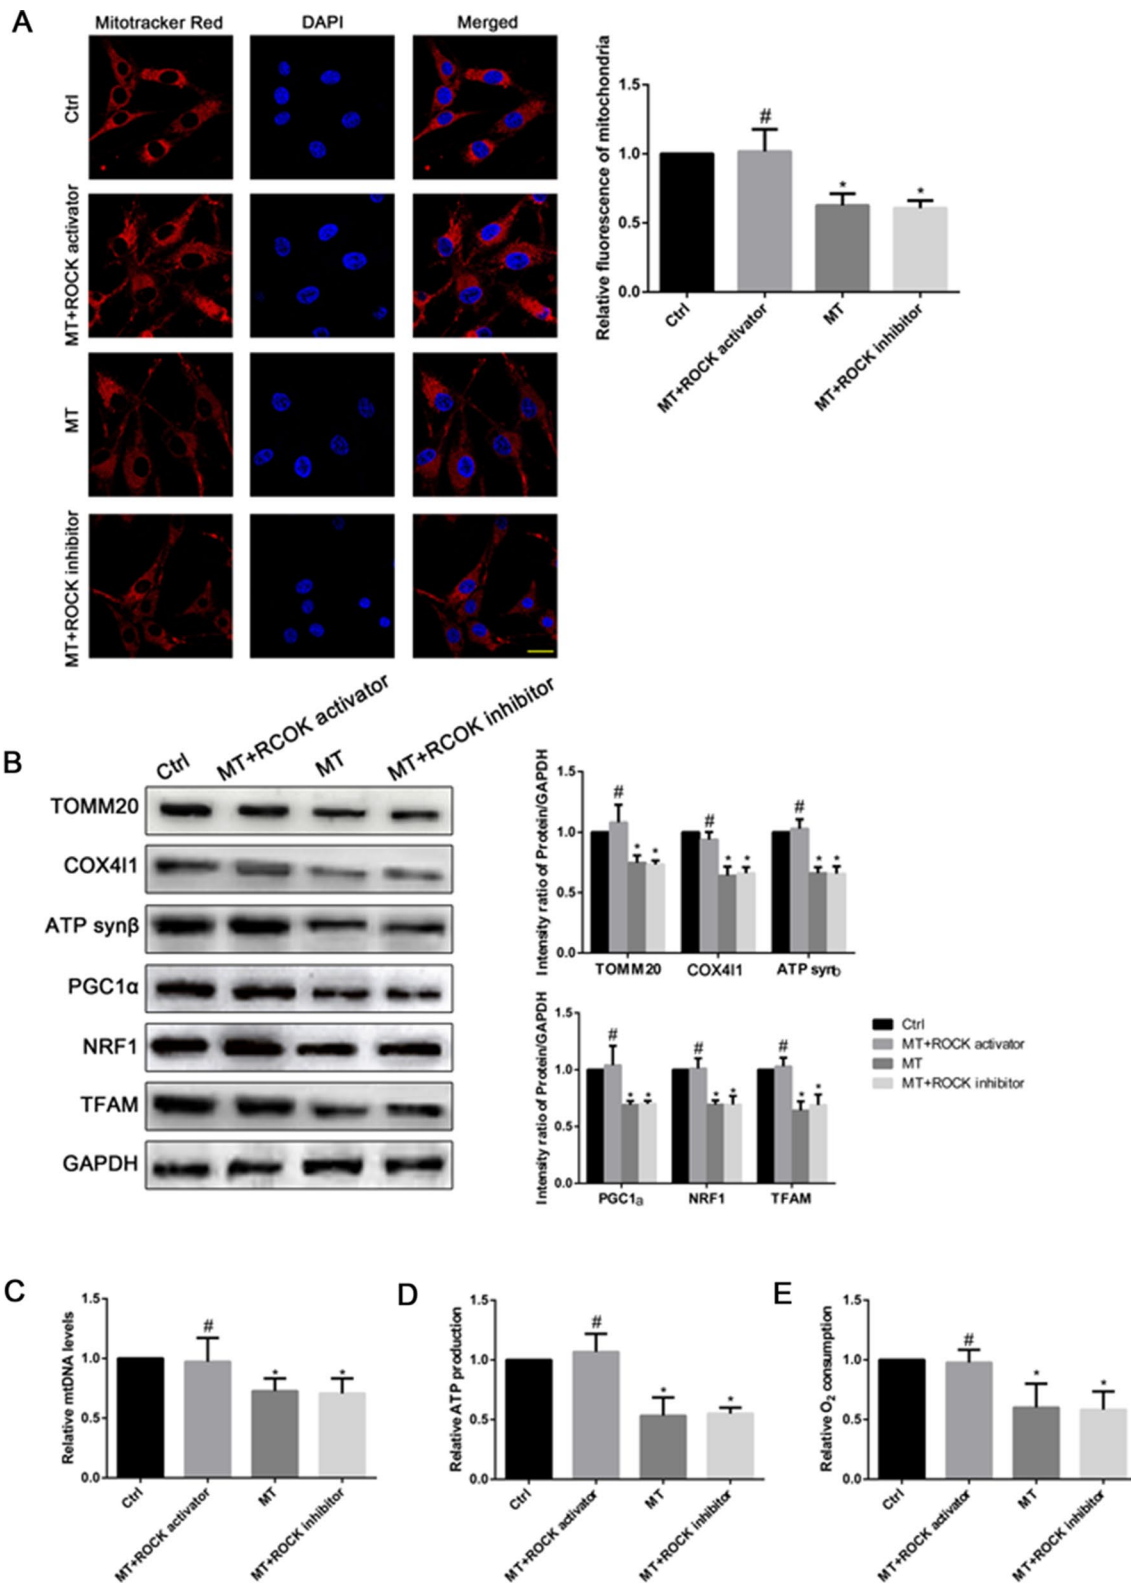 A
Mitotracker Red DAPI Merged
Ctrl
MT+ROCK activator
MT
MT+ROCK inhibitor
Relative fluorescence of mitochondria
1.5
1.0
0.5
0.0
#
*
*
Ctrl
MT+ROCK activator
MT
MT+ROCK inhibitor
B
Ctrl
MT+RCOK activator
MT
MT+RCOK inhibitor
TOMM20
COX4I1
ATP synβ
PGC1α
NRF1
TFAM
GAPDH
Intensity ratio of Protein/GAPDH
1.5
1.0
0.5
0.0
# * * # * * # * *
TOMM20 COX4I1 ATP synb
Intensity ratio of Protein/GAPDH
1.5
1.0
0.5
0.0
# * * # * * # * *
PGC1a NRF1 TFAM
Ctrl
MT+ROCK activator
MT
MT+ROCK inhibitor
C
Relative mtDNA levels
1.5
1.0
0.5
0.0
#
*
*
Ctrl
MT+ROCK activator
MT
MT+ROCK inhibitor
D
Relative ATP production
1.5
1.0
0.5
0.0
#
*
*
Ctrl
MT+ROCK activator
MT
MT+ROCK inhibitor
E
Relative O₂ consumption
1.5
1.0
0.5
0.0
#
*
*
Ctrl
MT+ROCK activator
MT
MT+ROCK inhibitor